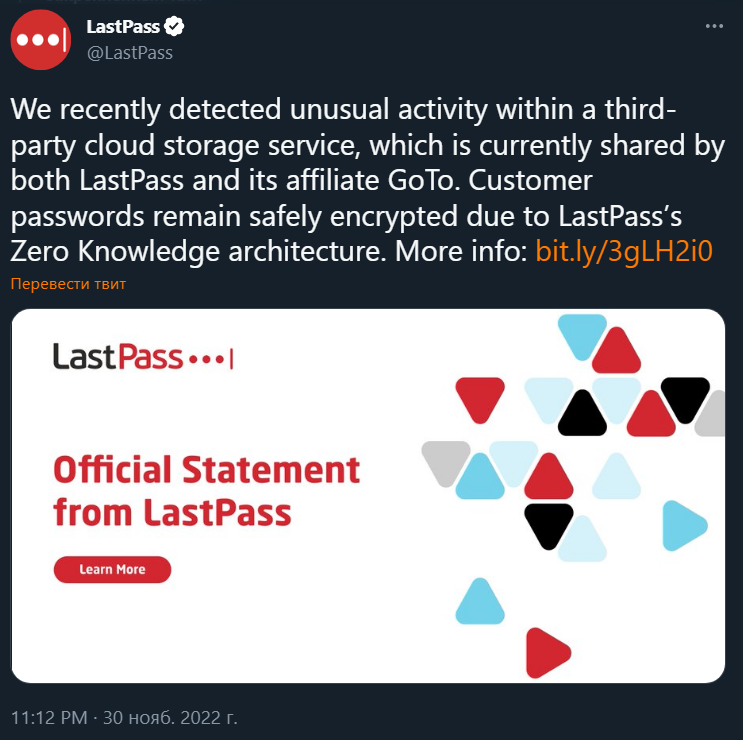 LastPass
@LastPass
We recently detected unusual activity within a third-
party cloud storage service, which is currently shared by
both LastPass and its affiliate GoTo. Customer
passwords remain safely encrypted due to LastPass’s
Zero Knowledge architecture. More info: bit.ly/3gLH2i0
Перевести твит
LastPass•••|
Official Statement
from LastPass
Learn More
11:12 PM · 30 нояб. 2022 г.